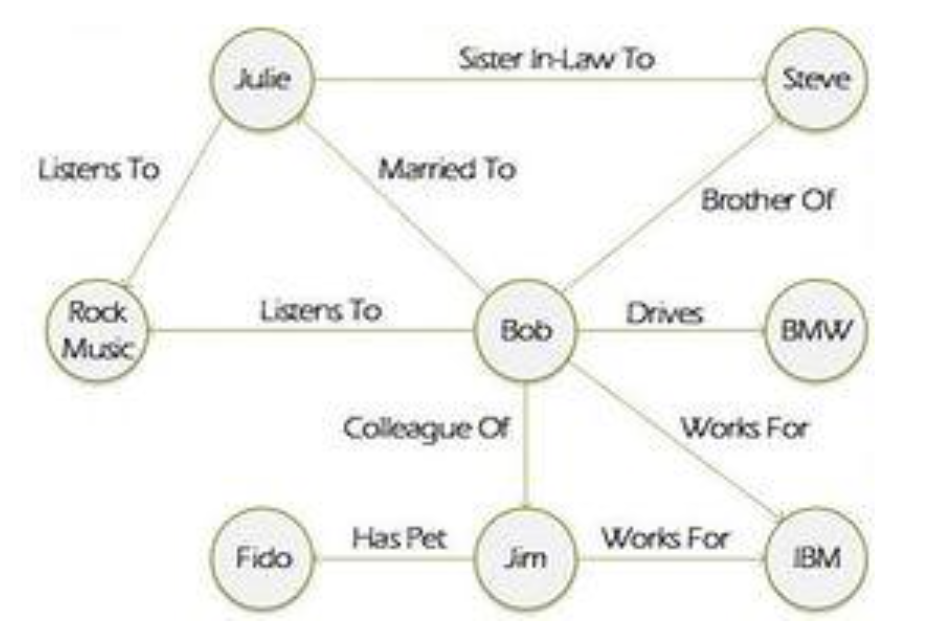 Julie
Sister In-Law To
Steve
Listens To
Married To
Brother Of
Rock
Music
Listens To
Bob
Drives
BMW
Colleague Of
Works For
Fido
Has Pet
Jim
Works For
IBM